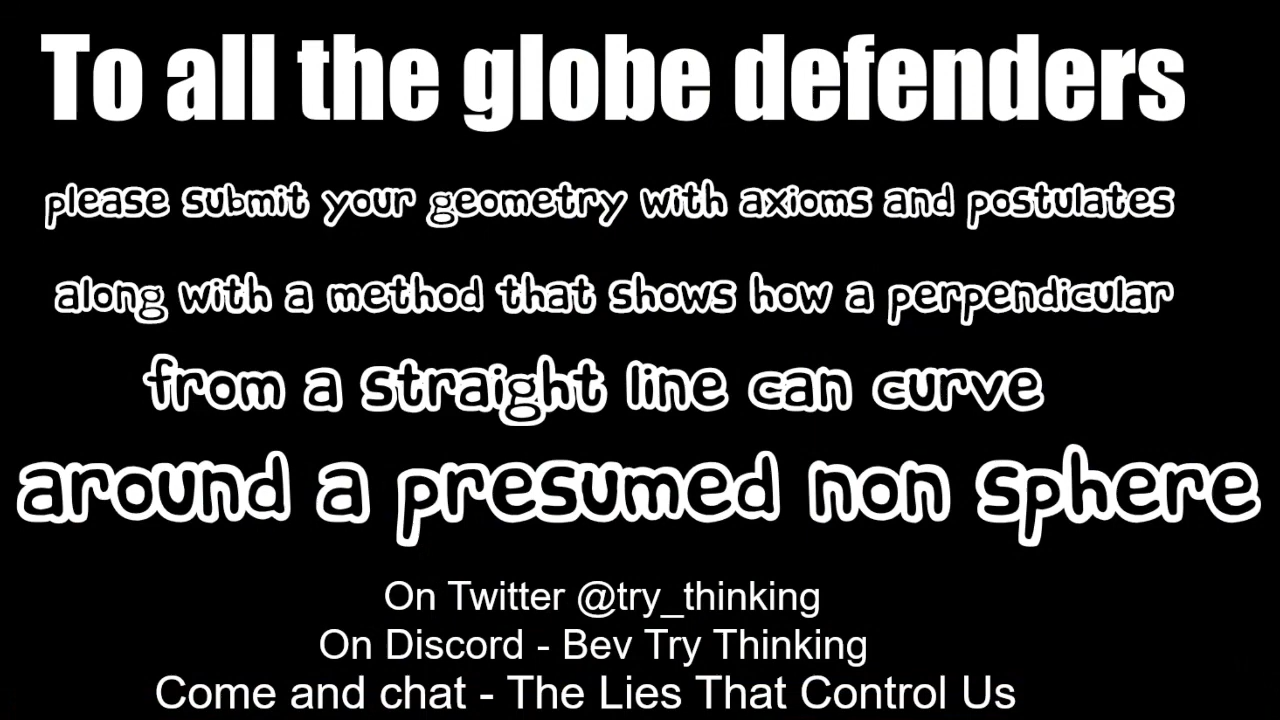 To all the globe defenders
please submit your geometry with axioms and postulates
along with a method that shows how a perpendicular
from a straight line can curve
around a presumed non sphere
On Twitter @try_thinking
On Discord - Bev Try Thinking
Come and chat - The Lies That Control Us